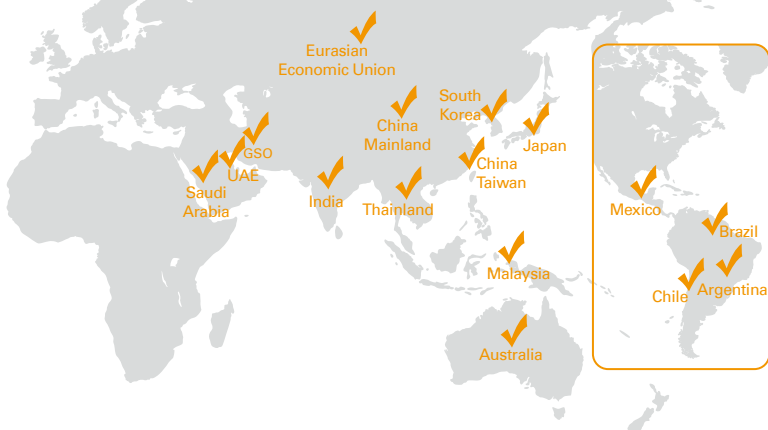 Eurasian
Economic Union
South
Korea
China
Mainland
Japan
GSO
UAE
China
Taiwan
Saudi
Arabia
India
Thainland
Mexico
Brazil
Malaysia
Chile
Argentina
Australia